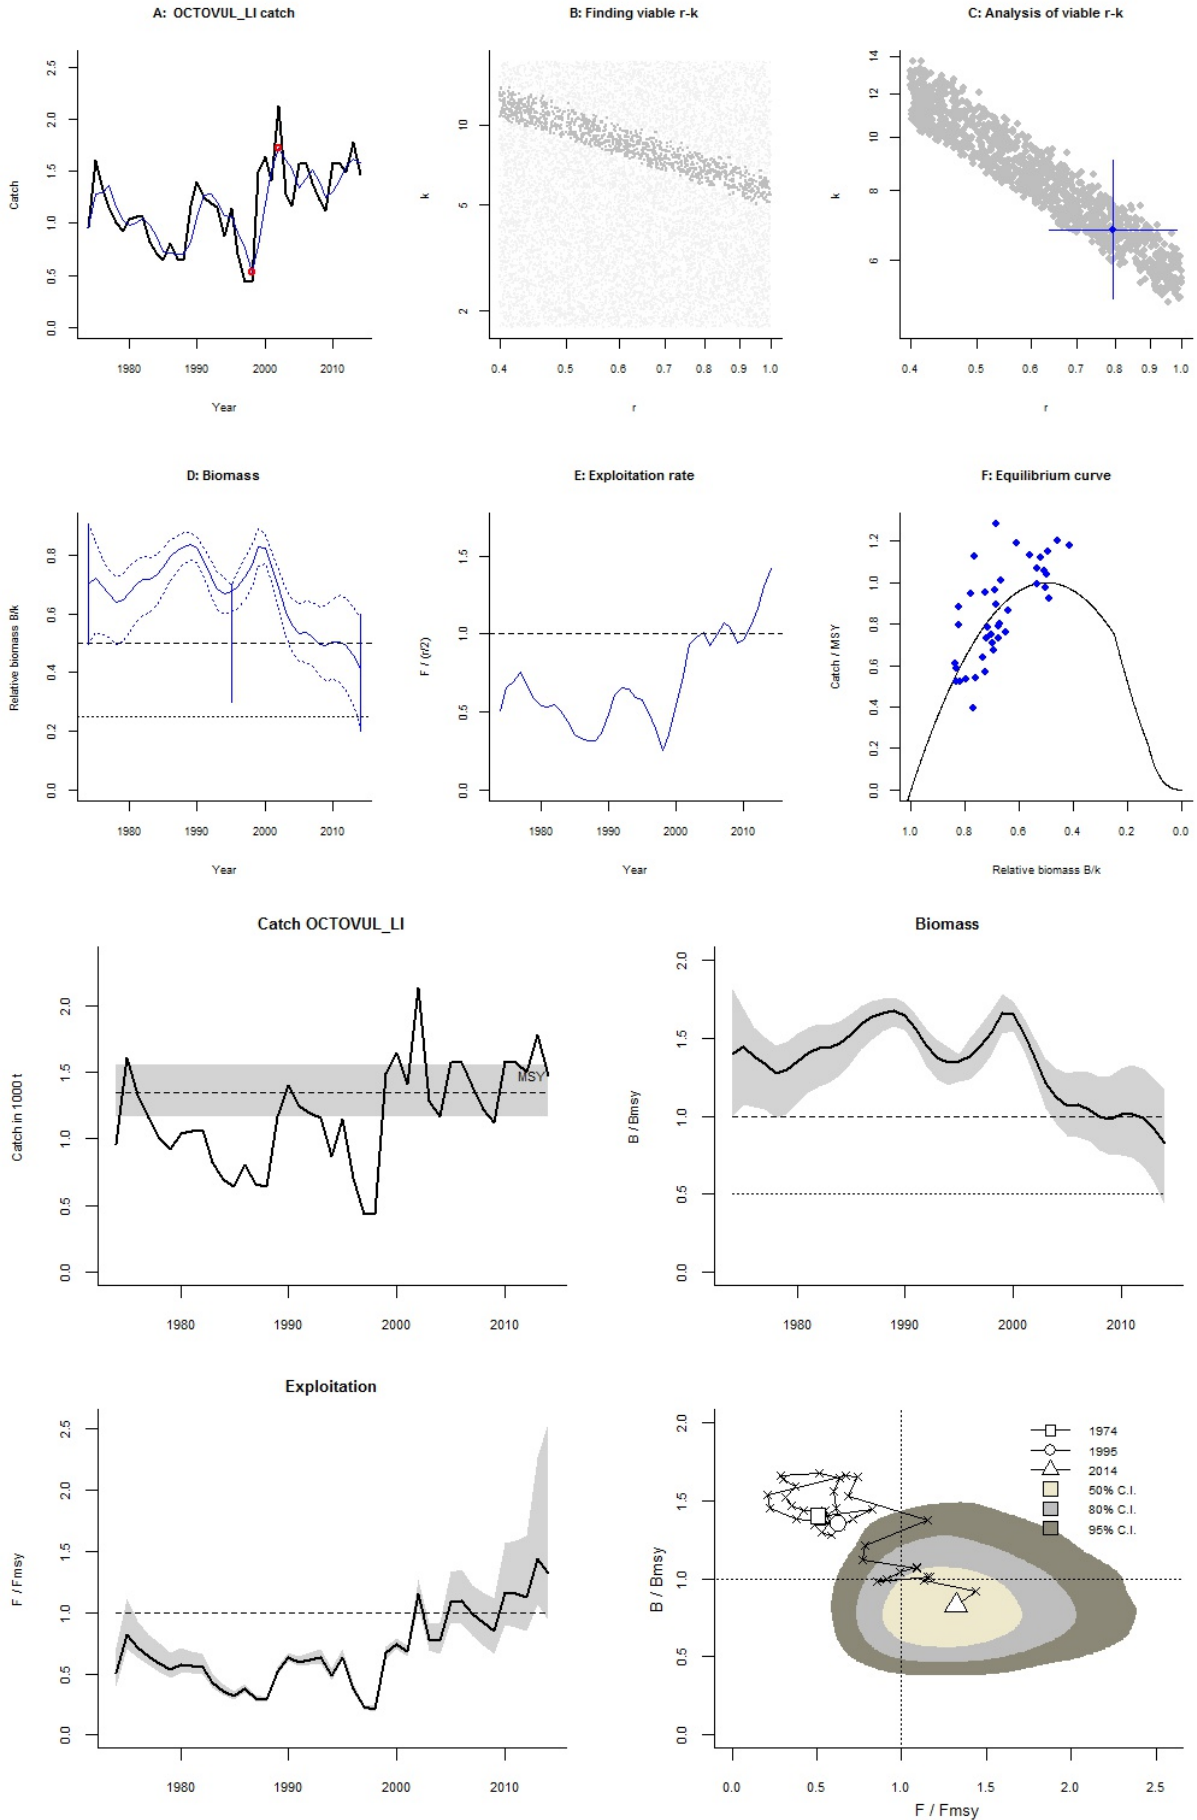 A: OCTOVUL_LI catch
B: Finding viable r-k
C: Analysis of viable r-k
Catch
0.0 0.5 1.0 1.5 2.0 2.5
1980 1990 2000 2010
Year
k
2 5 10
0.4 0.5 0.6 0.7 0.8 0.9 1.0
r
k
6 8 10 12 14
0.4 0.5 0.6 0.7 0.8 0.9 1.0
r
D: Biomass
E: Exploitation rate
F: Equilibrium curve
Relative biomass B/k
0.0 0.2 0.4 0.6 0.8
1980 1990 2000 2010
Year
F / (r/2)
0.0 0.5 1.0 1.5
1980 1990 2000 2010
Year
Catch / MSY
0.0 0.2 0.4 0.6 0.8 1.0 1.2
1.0 0.8 0.6 0.4 0.2 0.0
Relative biomass B/k
Catch OCTOVUL_LI
Biomass
Catch in 1000 t
0.0 0.5 1.0 1.5 2.0
MSY
1980 1990 2000 2010
B / Bmsy
0.0 0.5 1.0 1.5 2.0
1980 1990 2000 2010
Exploitation
F / Fmsy
0.0 0.5 1.0 1.5 2.0 2.5
1980 1990 2000 2010
B / Bmsy
0.0 0.5 1.0 1.5 2.0
1974
1995
2014
50% C.I.
80% C.I.
95% C.I.
0.0 0.5 1.0 1.5 2.0 2.5
F / Fmsy